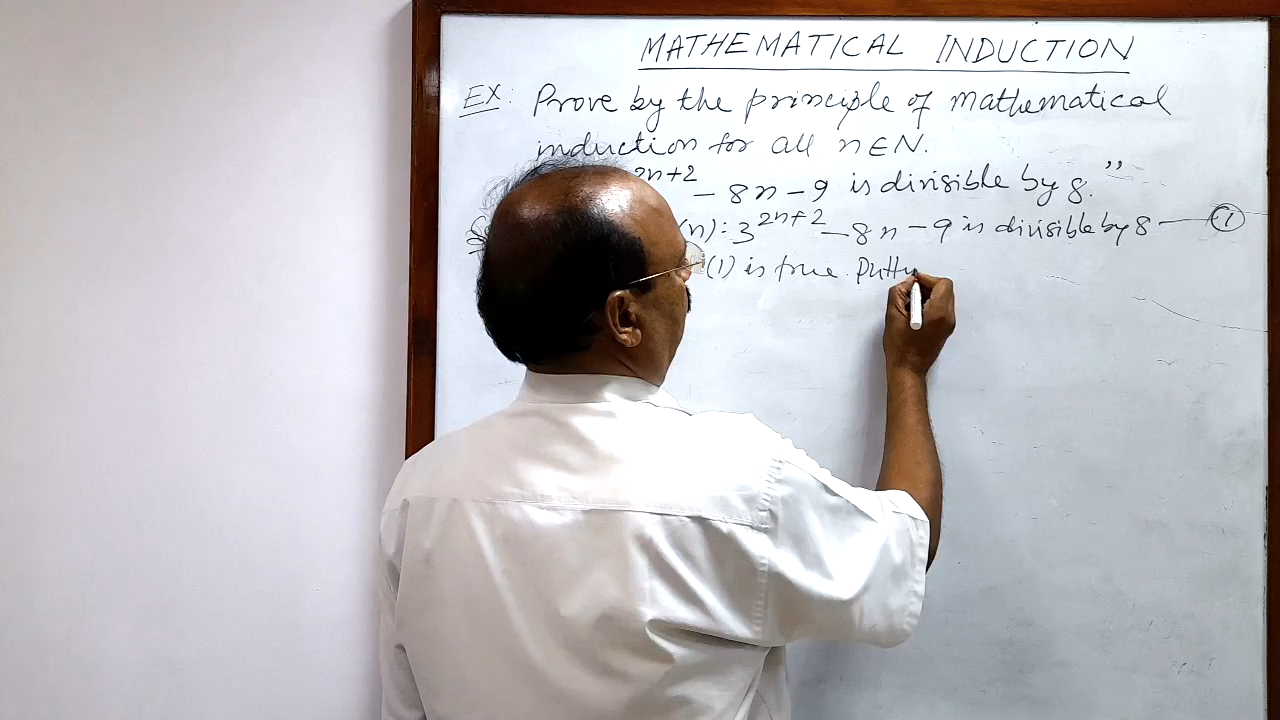 MATHEMATICAL INDUCTION
EX: Prove by the principle of mathematical
induction for all n∈N.
2n+2 - 8n - 9 is divisible by 8."
(n): 3^2n+2 - 8n - 9 is divisible by 8 — ①
(1) is true. Putti